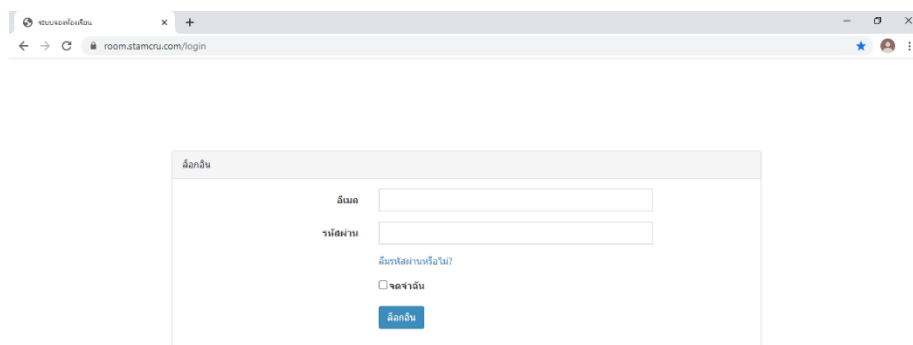 ระบบจองห้องเรียน
room.stamcru.com/login
ล็อกอิน
อีเมล
รหัสผ่าน
ลืมรหัสผ่านหรือไม่?
จดจำฉัน
ล็อกอิน